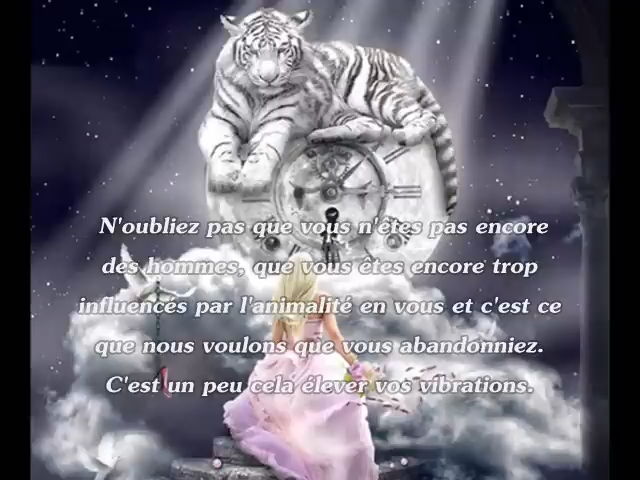 N'oubliez pas que vous n'êtes pas encore
des hommes, que vous êtes encore trop
influencés par l'animalité en vous et c'est ce
que nous voulons que vous abandonniez.
C'est un peu cela élever vos vibrations.